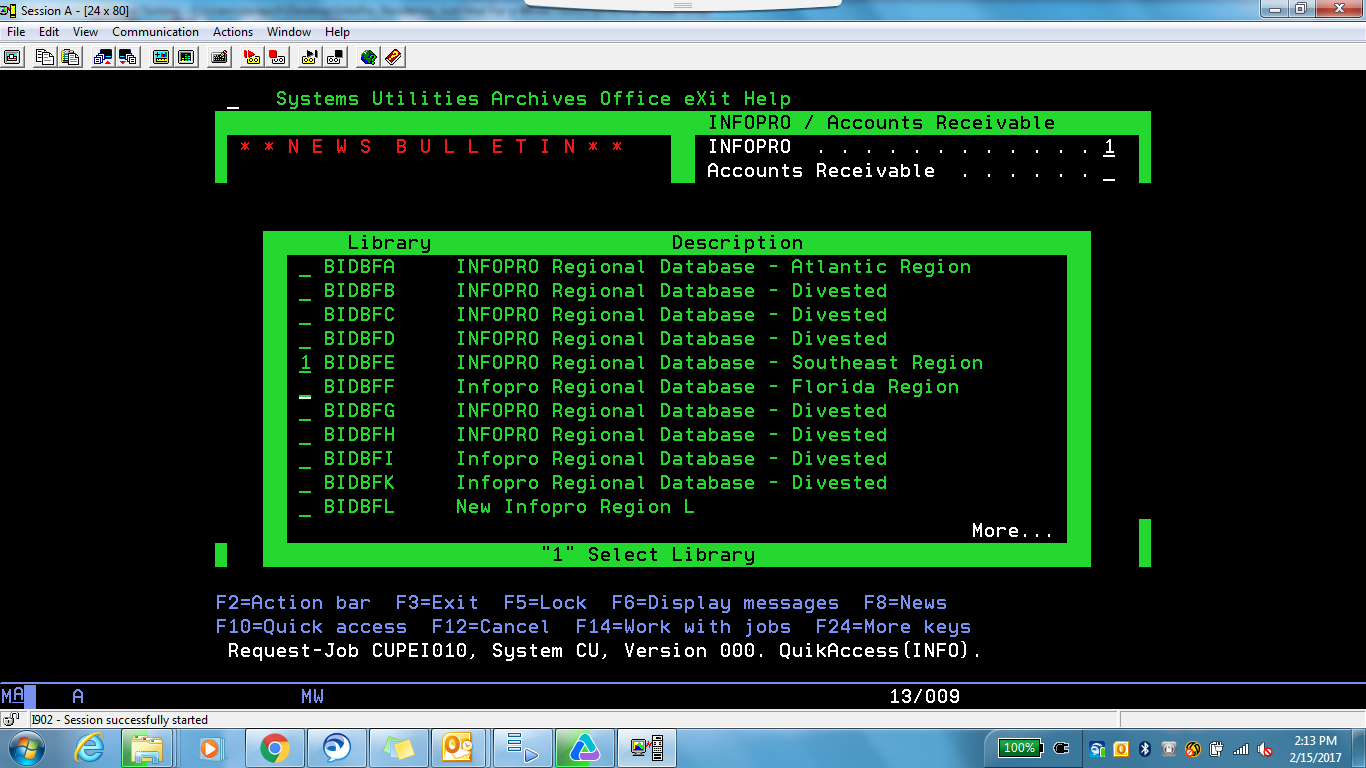 Session A - [24 x 80]
File Edit View Communication Actions Window Help
_ Systems Utilities Archives Office eXit Help
INFOPRO / Accounts Receivable
* * N E W S B U L L E T I N * *
INFOPRO . . . . . . . . . . . . 1
Accounts Receivable . . . . . . _
Library Description
_ BIDBFA INFOPRO Regional Database - Atlantic Region
_ BIDBFB INFOPRO Regional Database - Divested
_ BIDBFC INFOPRO Regional Database - Divested
_ BIDBFD INFOPRO Regional Database - Divested
1 BIDBFE INFOPRO Regional Database - Southeast Region
_ BIDBFF Infopro Regional Database - Florida Region
_ BIDBFG INFOPRO Regional Database - Divested
_ BIDBFH INFOPRO Regional Database - Divested
_ BIDBFI Infopro Regional Database - Divested
_ BIDBFK Infopro Regional Database - Divested
_ BIDBFL New Infopro Region L
More...
"1" Select Library
F2=Action bar F3=Exit F5=Lock F6=Display messages F8=News
F10=Quick access F12=Cancel F14=Work with jobs F24=More keys
Request-Job CUPEIO10, System CU, Version 000. QuikAccess(INFO).
MA A MW 13/009
I902 - Session successfully started
100%
2:13 PM
2/15/2017